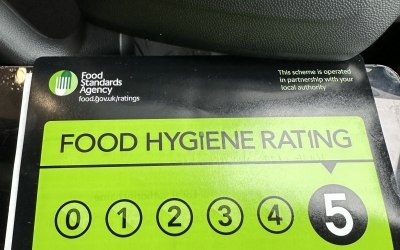 Food
Standards
Agency
food.gov.uk/ratings
This scheme is operated
in partnership with your
local authority
FOOD HYGIENE RATING
0 1 2 3 4 5